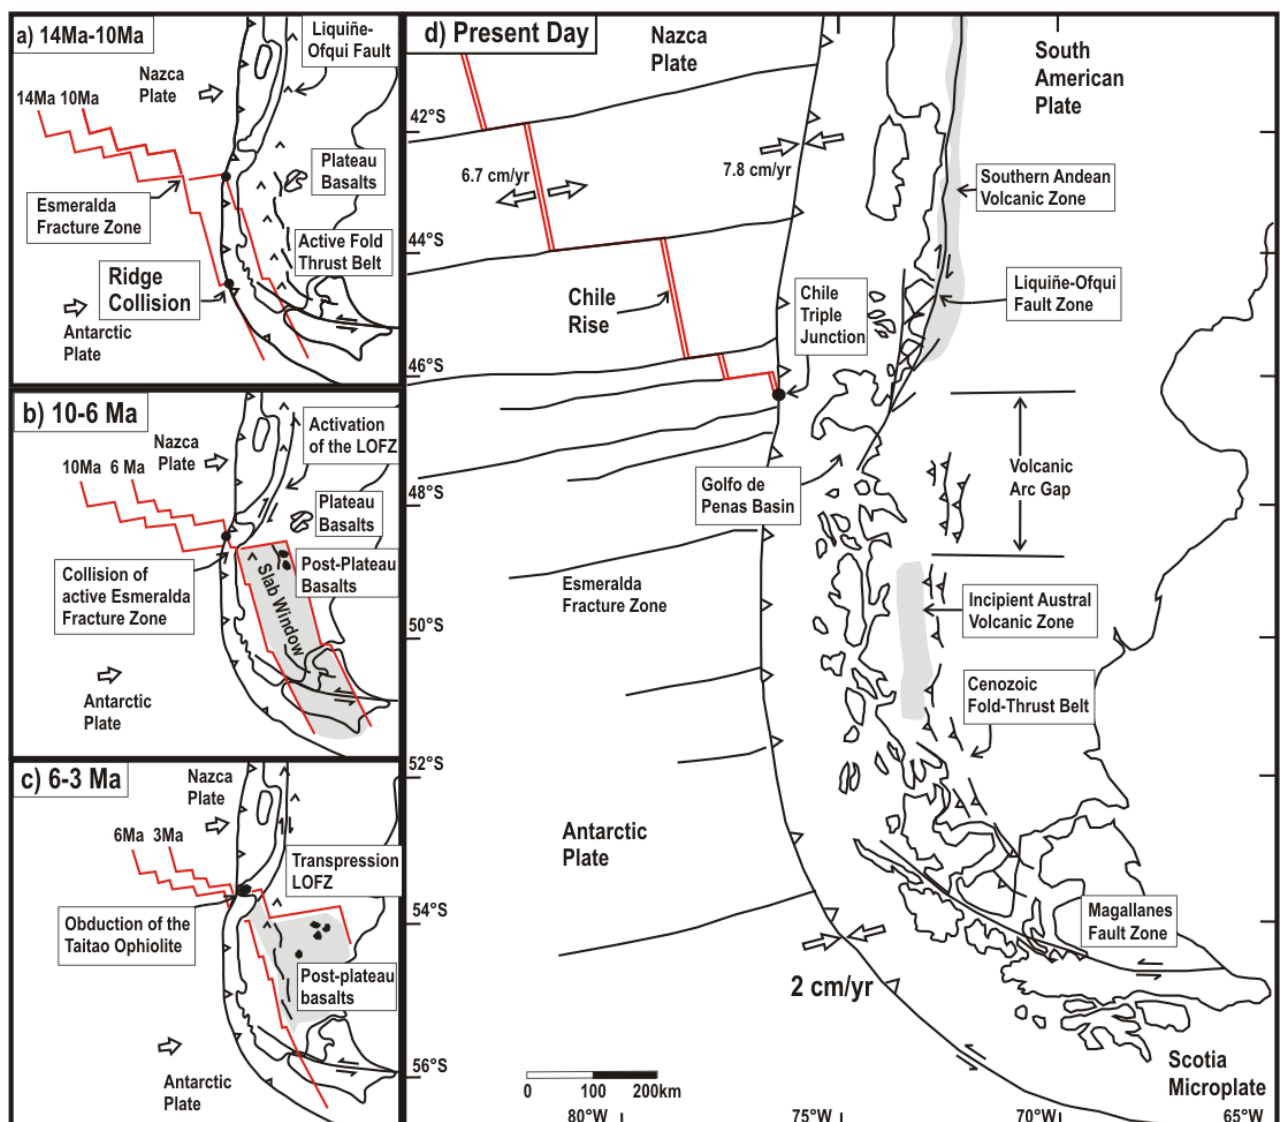 a) 14Ma-10Ma
Liquiñe-
Ofqui Fault
Nazca
Plate
14Ma 10Ma
Plateau
Basalts
Esmeralda
Fracture Zone
Active Fold
Thrust Belt
Ridge
Collision
Antarctic
Plate
b) 10-6 Ma
Activation
of the LOFZ
Nazca
Plate
10Ma 6 Ma
Plateau
Basalts
Post-Plateau
Basalts
Slab Window
Collision of
active Esmeralda
Fracture Zone
Antarctic
Plate
c) 6-3 Ma
Nazca
Plate
6Ma 3Ma
Transpression
LOFZ
Obduction of the
Taitao Ophiolite
Post-plateau
basalts
Antarctic
Plate
d) Present Day
Nazca
Plate
South
American
Plate
42°S
6.7 cm/yr
7.8 cm/yr
Southern Andean
Volcanic Zone
44°S
Chile
Rise
Chile
Triple
Junction
Liquiñe-Ofqui
Fault Zone
46°S
Volcanic
Arc Gap
Golfo de
Penas Basin
48°S
Esmeralda
Fracture Zone
Incipient Austral
Volcanic Zone
50°S
Cenozoic
Fold-Thrust Belt
52°S
Antarctic
Plate
54°S
Magallanes
Fault Zone
2 cm/yr
56°S
Scotia
Microplate
0 100 200km
80°W 75°W 70°W 65°W